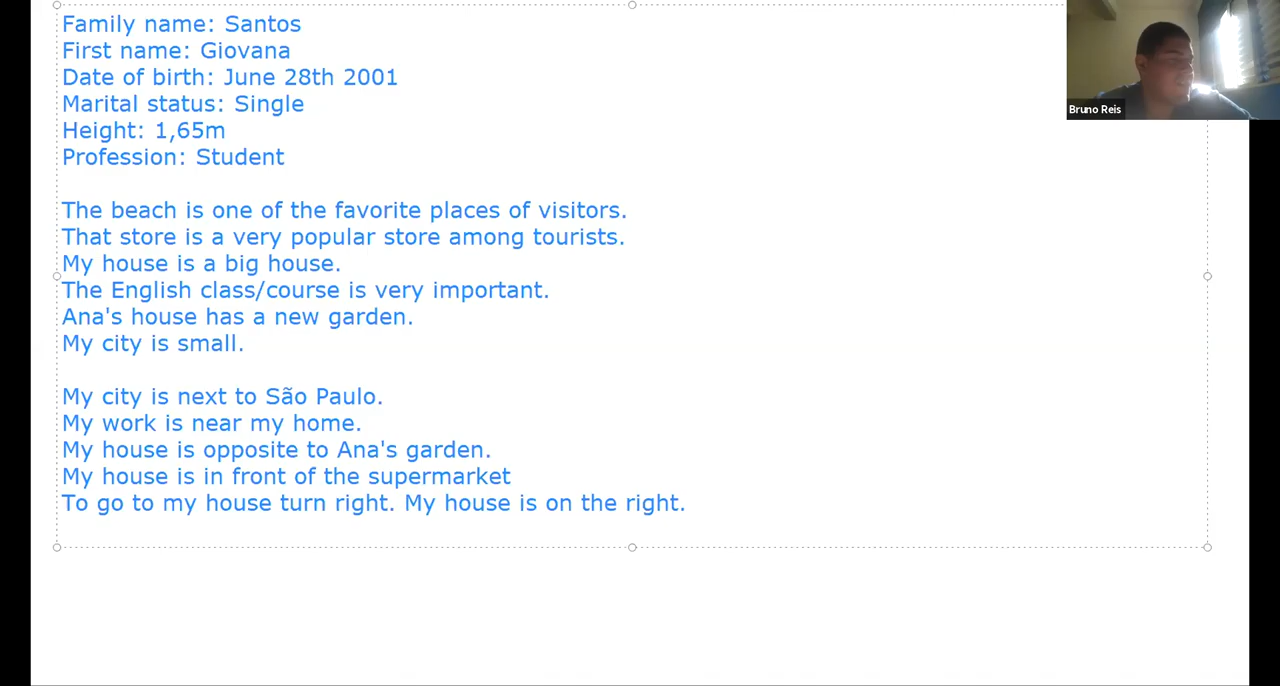 Family name: Santos
First name: Giovana
Date of birth: June 28th 2001
Marital status: Single
Height: 1,65m
Profession: Student
The beach is one of the favorite places of visitors.
That store is a very popular store among tourists.
My house is a big house.
The English class/course is very important.
Ana's house has a new garden.
My city is small.
My city is next to São Paulo.
My work is near my home.
My house is opposite to Ana's garden.
My house is in front of the supermarket
To go to my house turn right. My house is on the right.
Bruno Reis